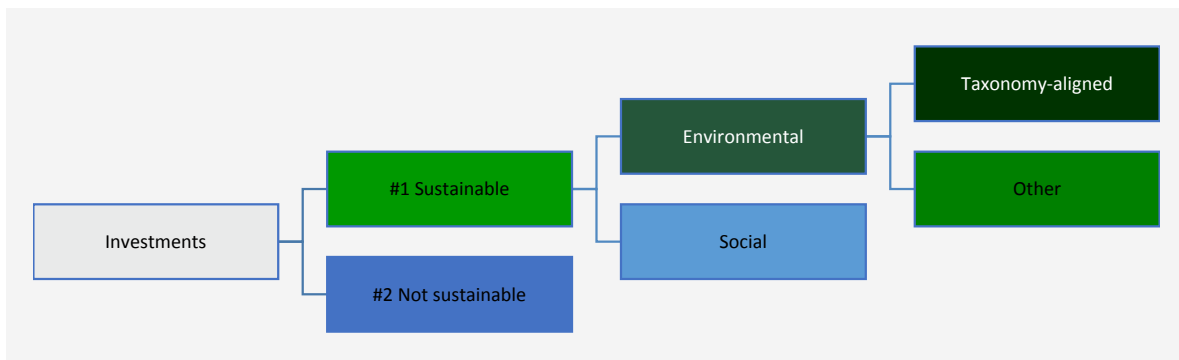 Taxonomy-aligned
Environmental
#1 Sustainable
Other
Investments
Social
#2 Not sustainable